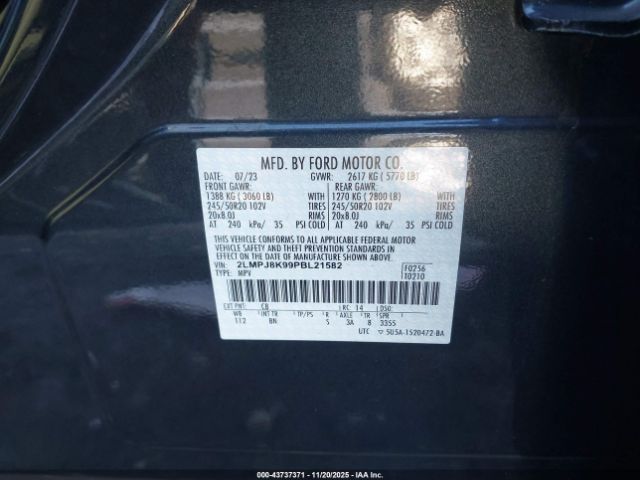 MFD. BY FORD MOTOR CO.
DATE: 07/23 GVWR: 2617 KG ( 5770 LB)
FRONT GAWR: REAR GAWR:
1388 KG ( 3060 LB) WITH 1270 KG ( 2800 LB) WITH
245/50R20 102V TIRES 245/50R20 102V TIRES
20x8.0J RIMS 20x8.0J RIMS
AT 240 kPa/ 35 PSI COLD AT 240 kPa/ 35 PSI COLD
THIS VEHICLE CONFORMS TO ALL APPLICABLE FEDERAL MOTOR
VEHICLE SAFETY AND THEFT PREVENTION STANDARDS IN
EFFECT ON THE DATE OF MANUFACTURE SHOWN ABOVE.
VIN: 2LMPJ8K99PBL21582 F0256
TYPE: MPV T0210
EXT PNT: CB RC: 14 DSO:
WB INT TR TP/PS R AXLE TR SPR
112 BN S 3A 8 3355
UTC 5U5A-1520472-BA
000-43737371 - 11/20/2025 - IAA Inc.